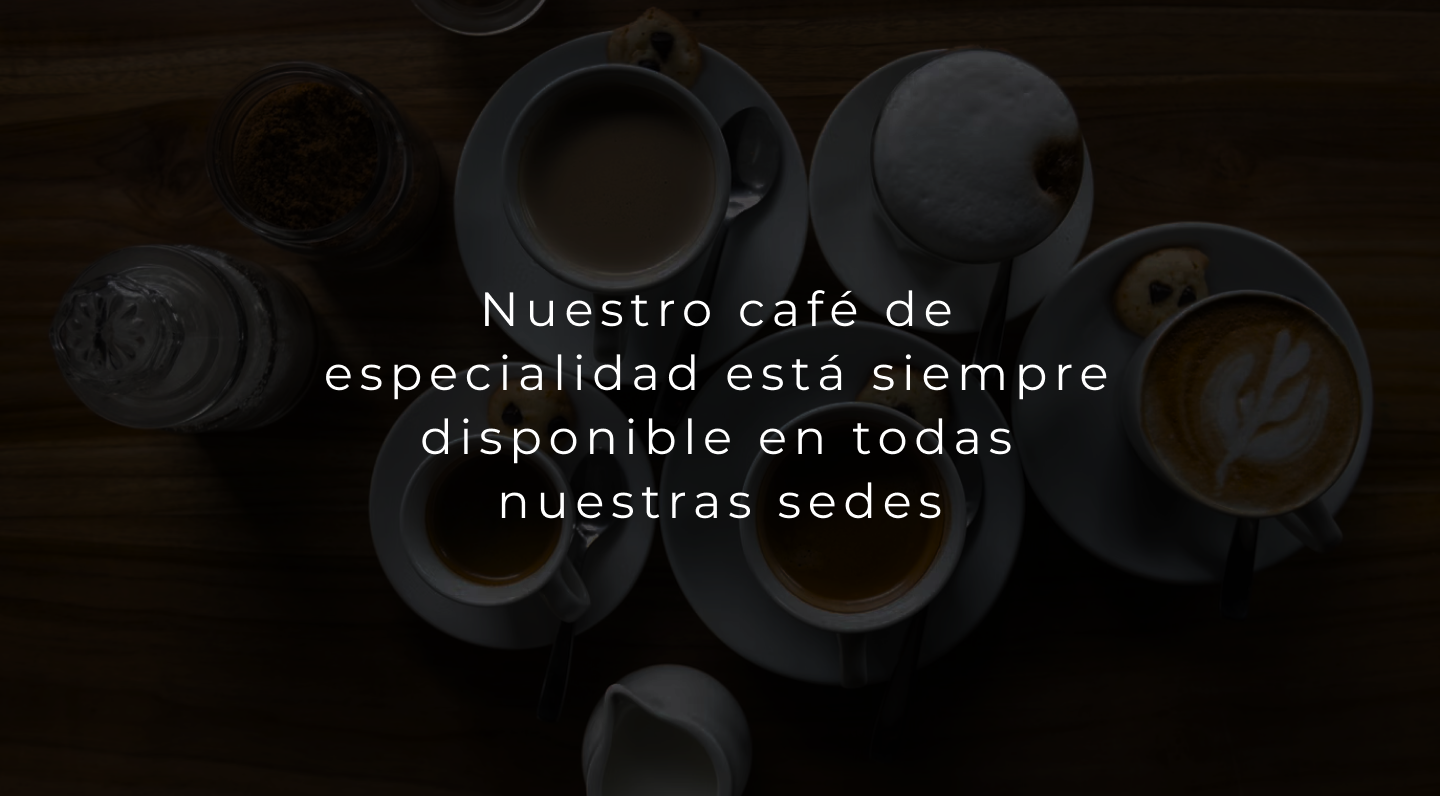 Nuestro café de
especialidad está siempre
disponible en todas
nuestras sedes